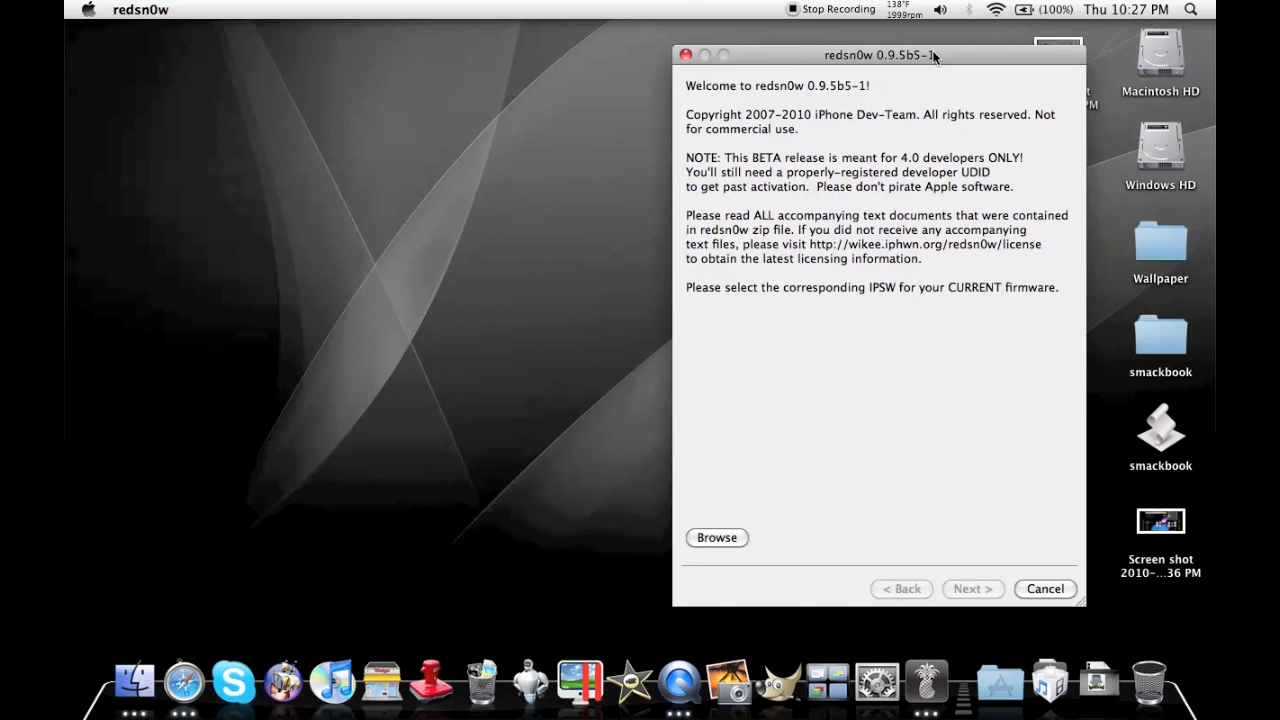 redsn0w
Stop Recording
138°F
1999rpm
(100%)
Thu 10:27 PM
redsn0w 0.9.5b5-1
Welcome to redsn0w 0.9.5b5-1!
Copyright 2007-2010 iPhone Dev-Team. All rights reserved. Not
for commercial use.
NOTE: This BETA release is meant for 4.0 developers ONLY!
You'll still need a properly-registered developer UDID
to get past activation. Please don't pirate Apple software.
Please read ALL accompanying text documents that were contained
in redsn0w zip file. If you did not receive any accompanying
text files, please visit http://wikee.iphwn.org/redsn0w/license
to obtain the latest licensing information.
Please select the corresponding IPSW for your CURRENT firmware.
Browse
< Back
Next >
Cancel
Macintosh HD
Windows HD
Wallpaper
smackbook
smackbook
Screen shot
2010-...36 PM